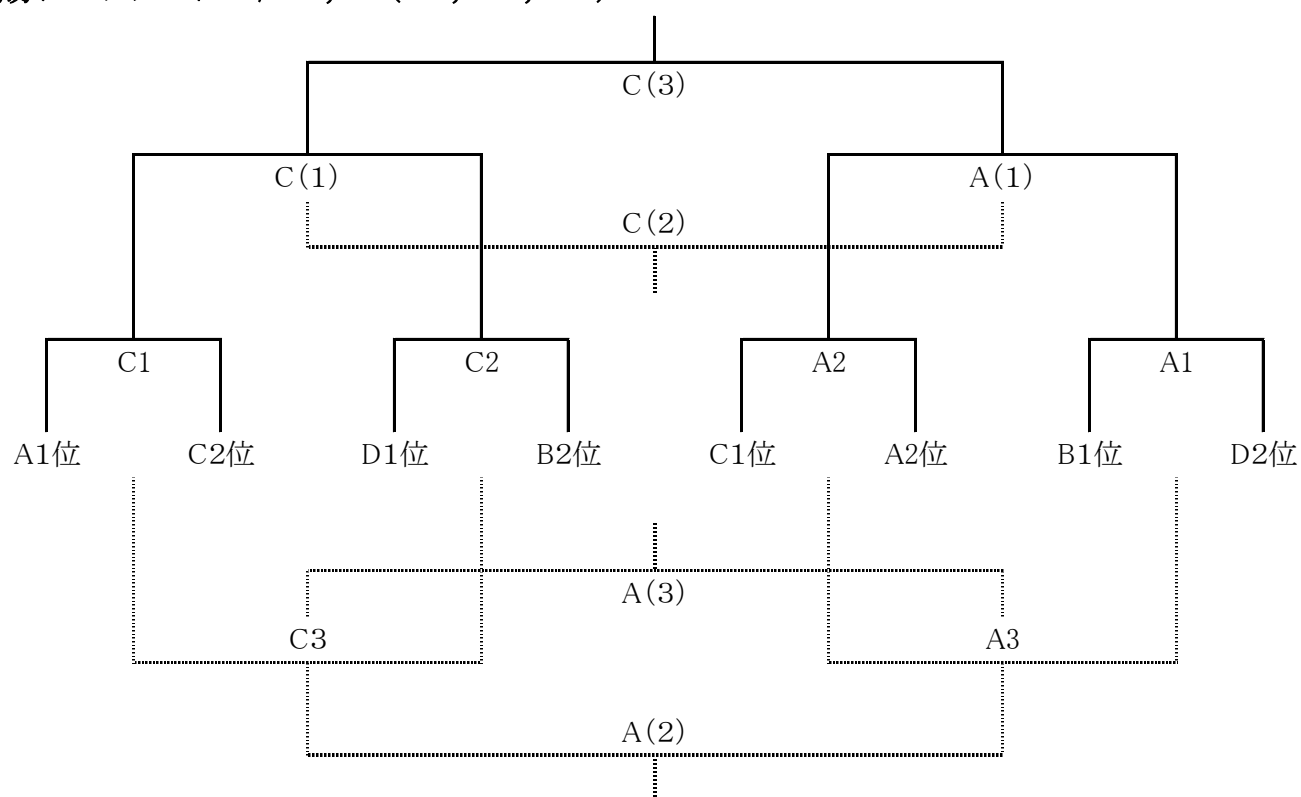 C(3)
C(1)
A(1)
C(2)
C1
C2
A2
A1
A1位
C2位
D1位
B2位
C1位
A2位
B1位
D2位
A(3)
C3
A3
A(2)